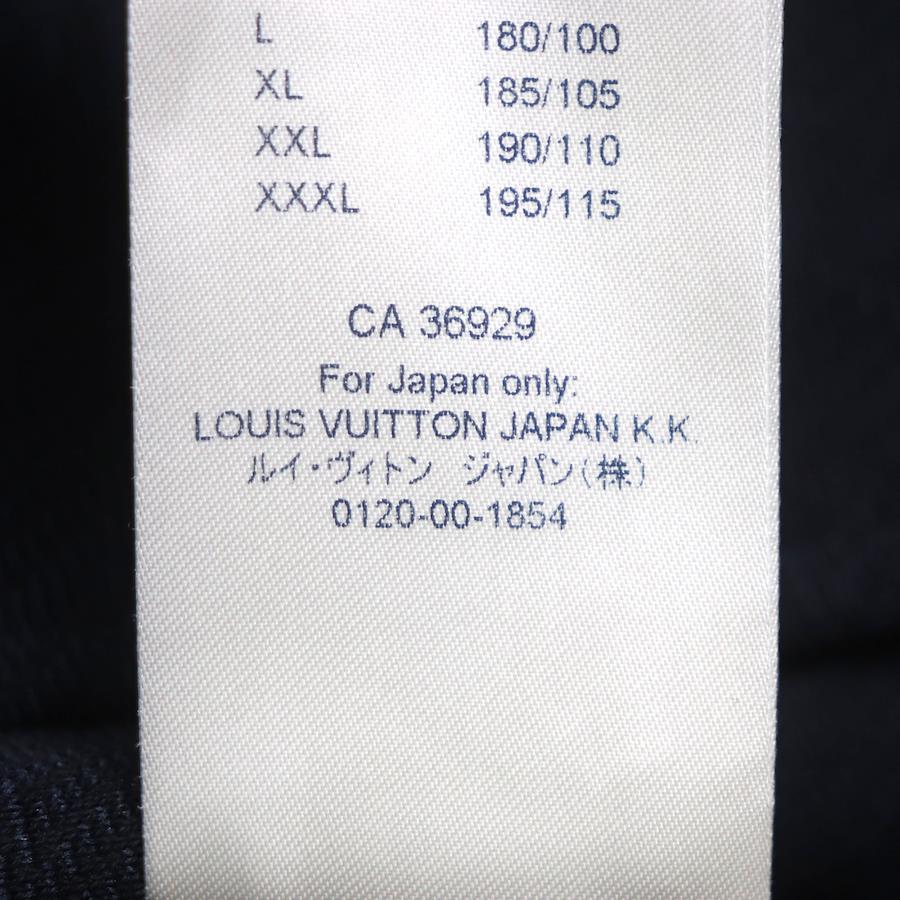 L 180/100
XL 185/105
XXL 190/110
XXXL 195/115
CA 36929
For Japan only:
LOUIS VUITTON JAPAN K.K.
ルイ・ヴィトン ジャパン(株)
0120-00-1854